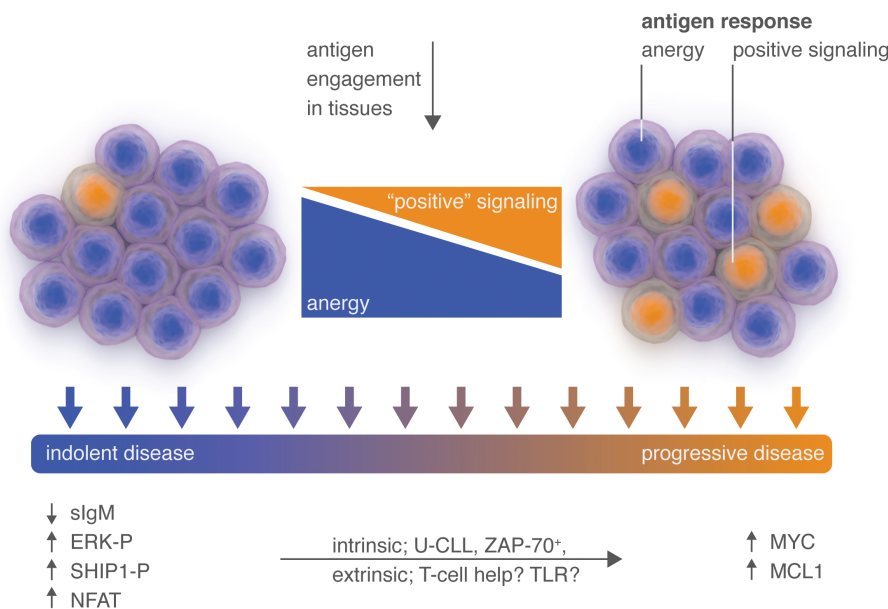 antigen
engagement
in tissues
antigen response
anergy
positive signaling
“positive” signaling
anergy
indolent disease
progressive disease
↓ sIgM
↑ ERK-P
↑ SHIP1-P
↑ NFAT
intrinsic; U-CLL, ZAP-70⁺,
extrinsic; T-cell help? TLR?
↑ MYC
↑ MCL1